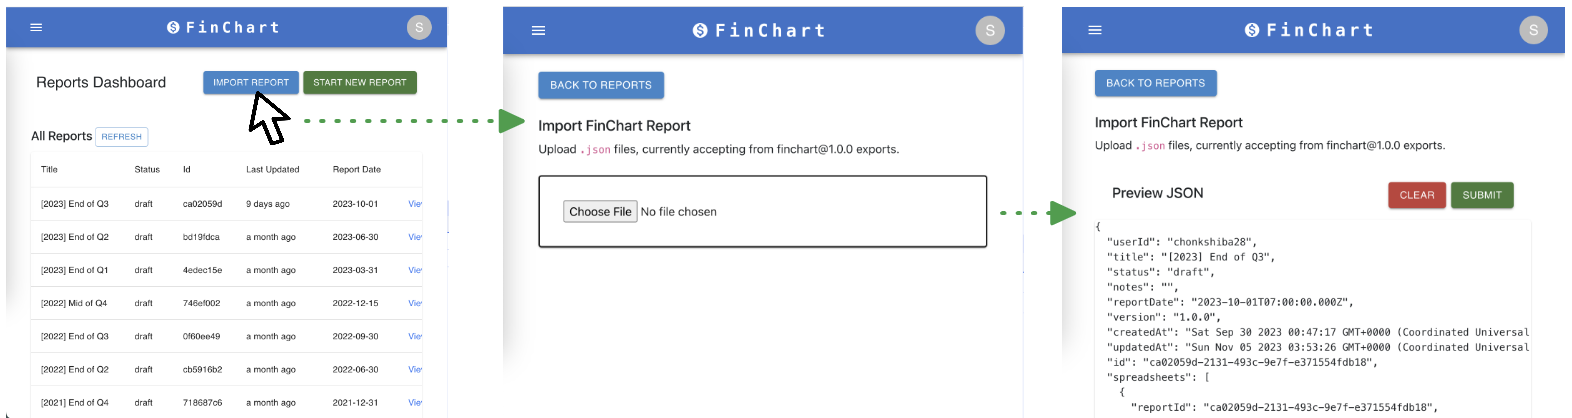 FinChart
S
Reports Dashboard
IMPORT REPORT
START NEW REPORT
All Reports
REFRESH
Title Status Id Last Updated Report Date
[2023] End of Q3 draft ca02059d 9 days ago 2023-10-01
[2023] End of Q2 draft bd19fdca a month ago 2023-06-30
[2023] End of Q1 draft 4edec15e a month ago 2023-03-31
[2022] Mid of Q4 draft 746ef002 a month ago 2022-12-15
[2022] End of Q3 draft 0f60ee49 a month ago 2022-09-30
[2022] End of Q2 draft cb5916b2 a month ago 2022-06-30
[2021] End of Q4 draft 718687c6 a month ago 2021-12-31
FinChart
S
BACK TO REPORTS
Import FinChart Report
Upload .json files, currently accepting from finchart@1.0.0 exports.
Choose File No file chosen
FinChart
S
BACK TO REPORTS
Import FinChart Report
Upload .json files, currently accepting from finchart@1.0.0 exports.
Preview JSON
CLEAR
SUBMIT
{
"userId": "chonkshiba28",
"title": "[2023] End of Q3",
"status": "draft",
"notes": "",
"reportDate": "2023-10-01T07:00:00.000Z",
"version": "1.0.0",
"createdAt": "Sat Sep 30 2023 00:47:17 GMT+0000 (Coordinated Universal
"updatedAt": "Sun Nov 05 2023 03:53:26 GMT+0000 (Coordinated Universal
"id": "ca02059d-2131-493c-9e7f-e371554fdb18",
"spreadsheets": [
{
"reportId": "ca02059d-2131-493c-9e7f-e371554fdb18",